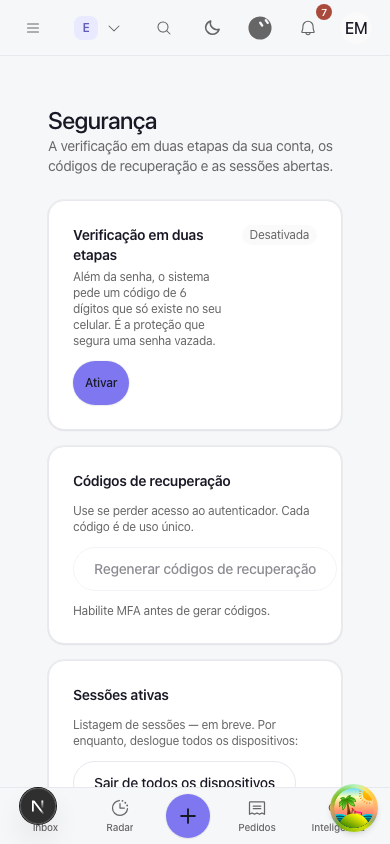 E
7
EM
Segurança
A verificação em duas etapas da sua conta, os
códigos de recuperação e as sessões abertas.
Verificação em duas
etapas
Desativada
Além da senha, o sistema
pede um código de 6
dígitos que só existe no seu
celular. É a proteção que
segura uma senha vazada.
Ativar
Códigos de recuperação
Use se perder acesso ao autenticador. Cada
código é de uso único.
Regenerar códigos de recuperação
Habilite MFA antes de gerar códigos.
Sessões ativas
Listagem de sessões — em breve. Por
enquanto, deslogue todos os dispositivos:
Sair de todos os dispositivos
N
Inbox
Radar
Pedidos